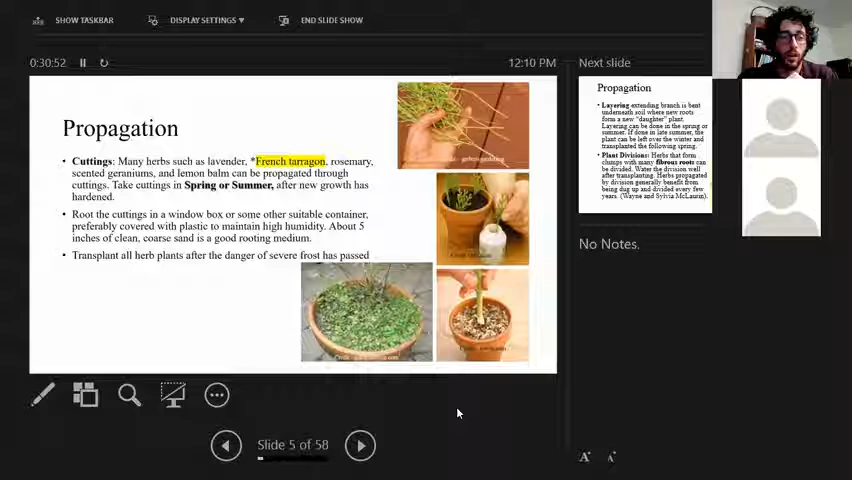 SHOW TASKBAR
DISPLAY SETTINGS ▼
END SLIDE SHOW
0:30:52
12:10 PM
Next slide
Propagation
• Cuttings: Many herbs such as lavender, *French tarragon, rosemary,
scented geraniums, and lemon balm can be propagated through
cuttings. Take cuttings in Spring or Summer, after new growth has
hardened.
• Root the cuttings in a window box or some other suitable container,
preferably covered with plastic to maintain high humidity. About 5
inches of clean, coarse sand is a good rooting medium.
• Transplant all herb plants after the danger of severe frost has passed
Propagation
• Layering-extending branch is bent
underneath soil where new roots
form a new "daughter" plant.
Layering can be done in the spring or
summer. If done in late summer, the
plant can be left over the winter and
transplanted the following spring.
• Plant Divisions: Herbs that form
clumps with many fibrous roots can
be divided. Water the division well
after transplanting. Herbs propagated
by division generally benefit from
being dug up and divided every few
years. (Wayne and Sylvia McLaurin).
No Notes.
Slide 5 of 58
A
A